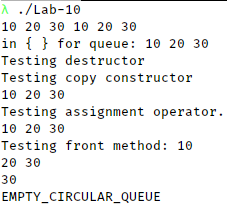 λ ./Lab-10
10 20 30 10 20 30
in { } for queue: 10 20 30
Testing destructor
Testing copy constructor
10 20 30
Testing assignment operator.
10 20 30
Testing front method: 10
20 30
30
EMPTY_CIRCULAR_QUEUE